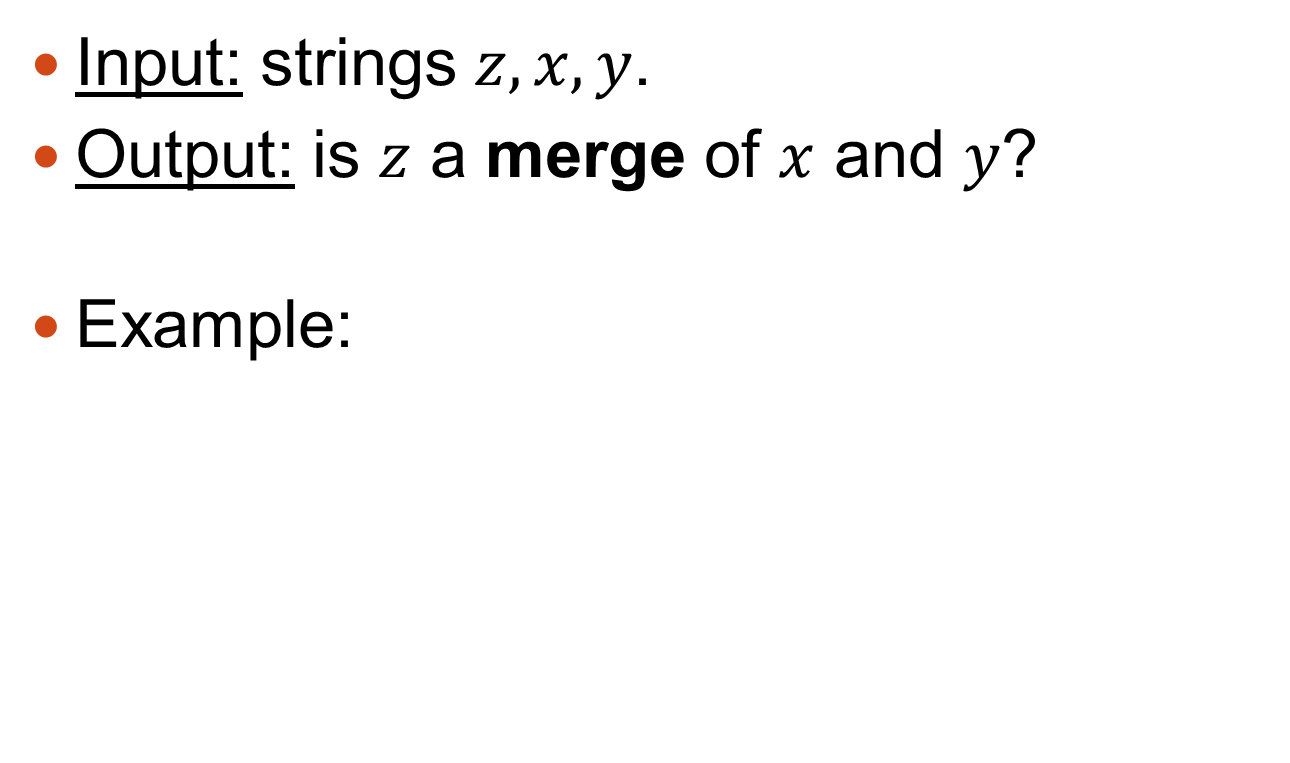 • Input: strings z, x, y.
• Output: is z a merge of x and y?
• Example: